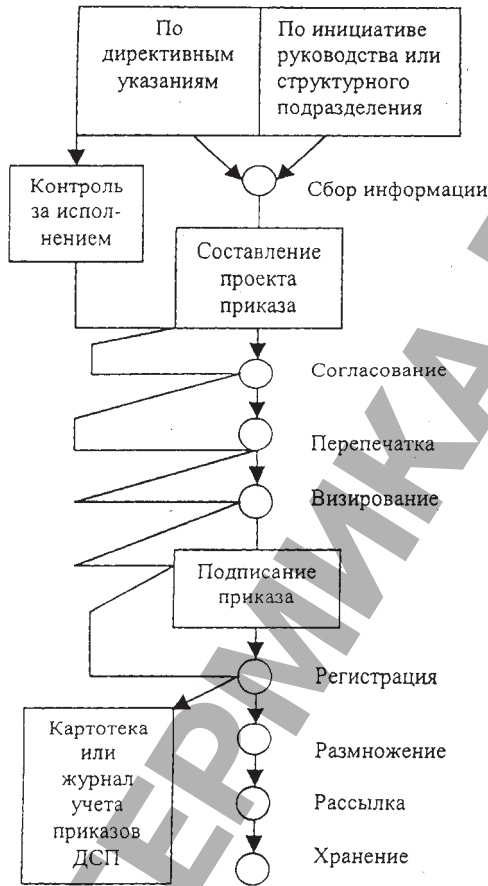 По
директивным
указаниям
По инициативе
руководства или
структурного
подразделения
Контроль
за испол-
нением
Сбор информации
Составление
проекта
приказа
Согласование
Перепечатка
Визирование
Подписание
приказа
Регистрация
Картотека
или
журнал
учета
приказов
ДСП
Размножение
Рассылка
Хранение
ТЕРМИКА